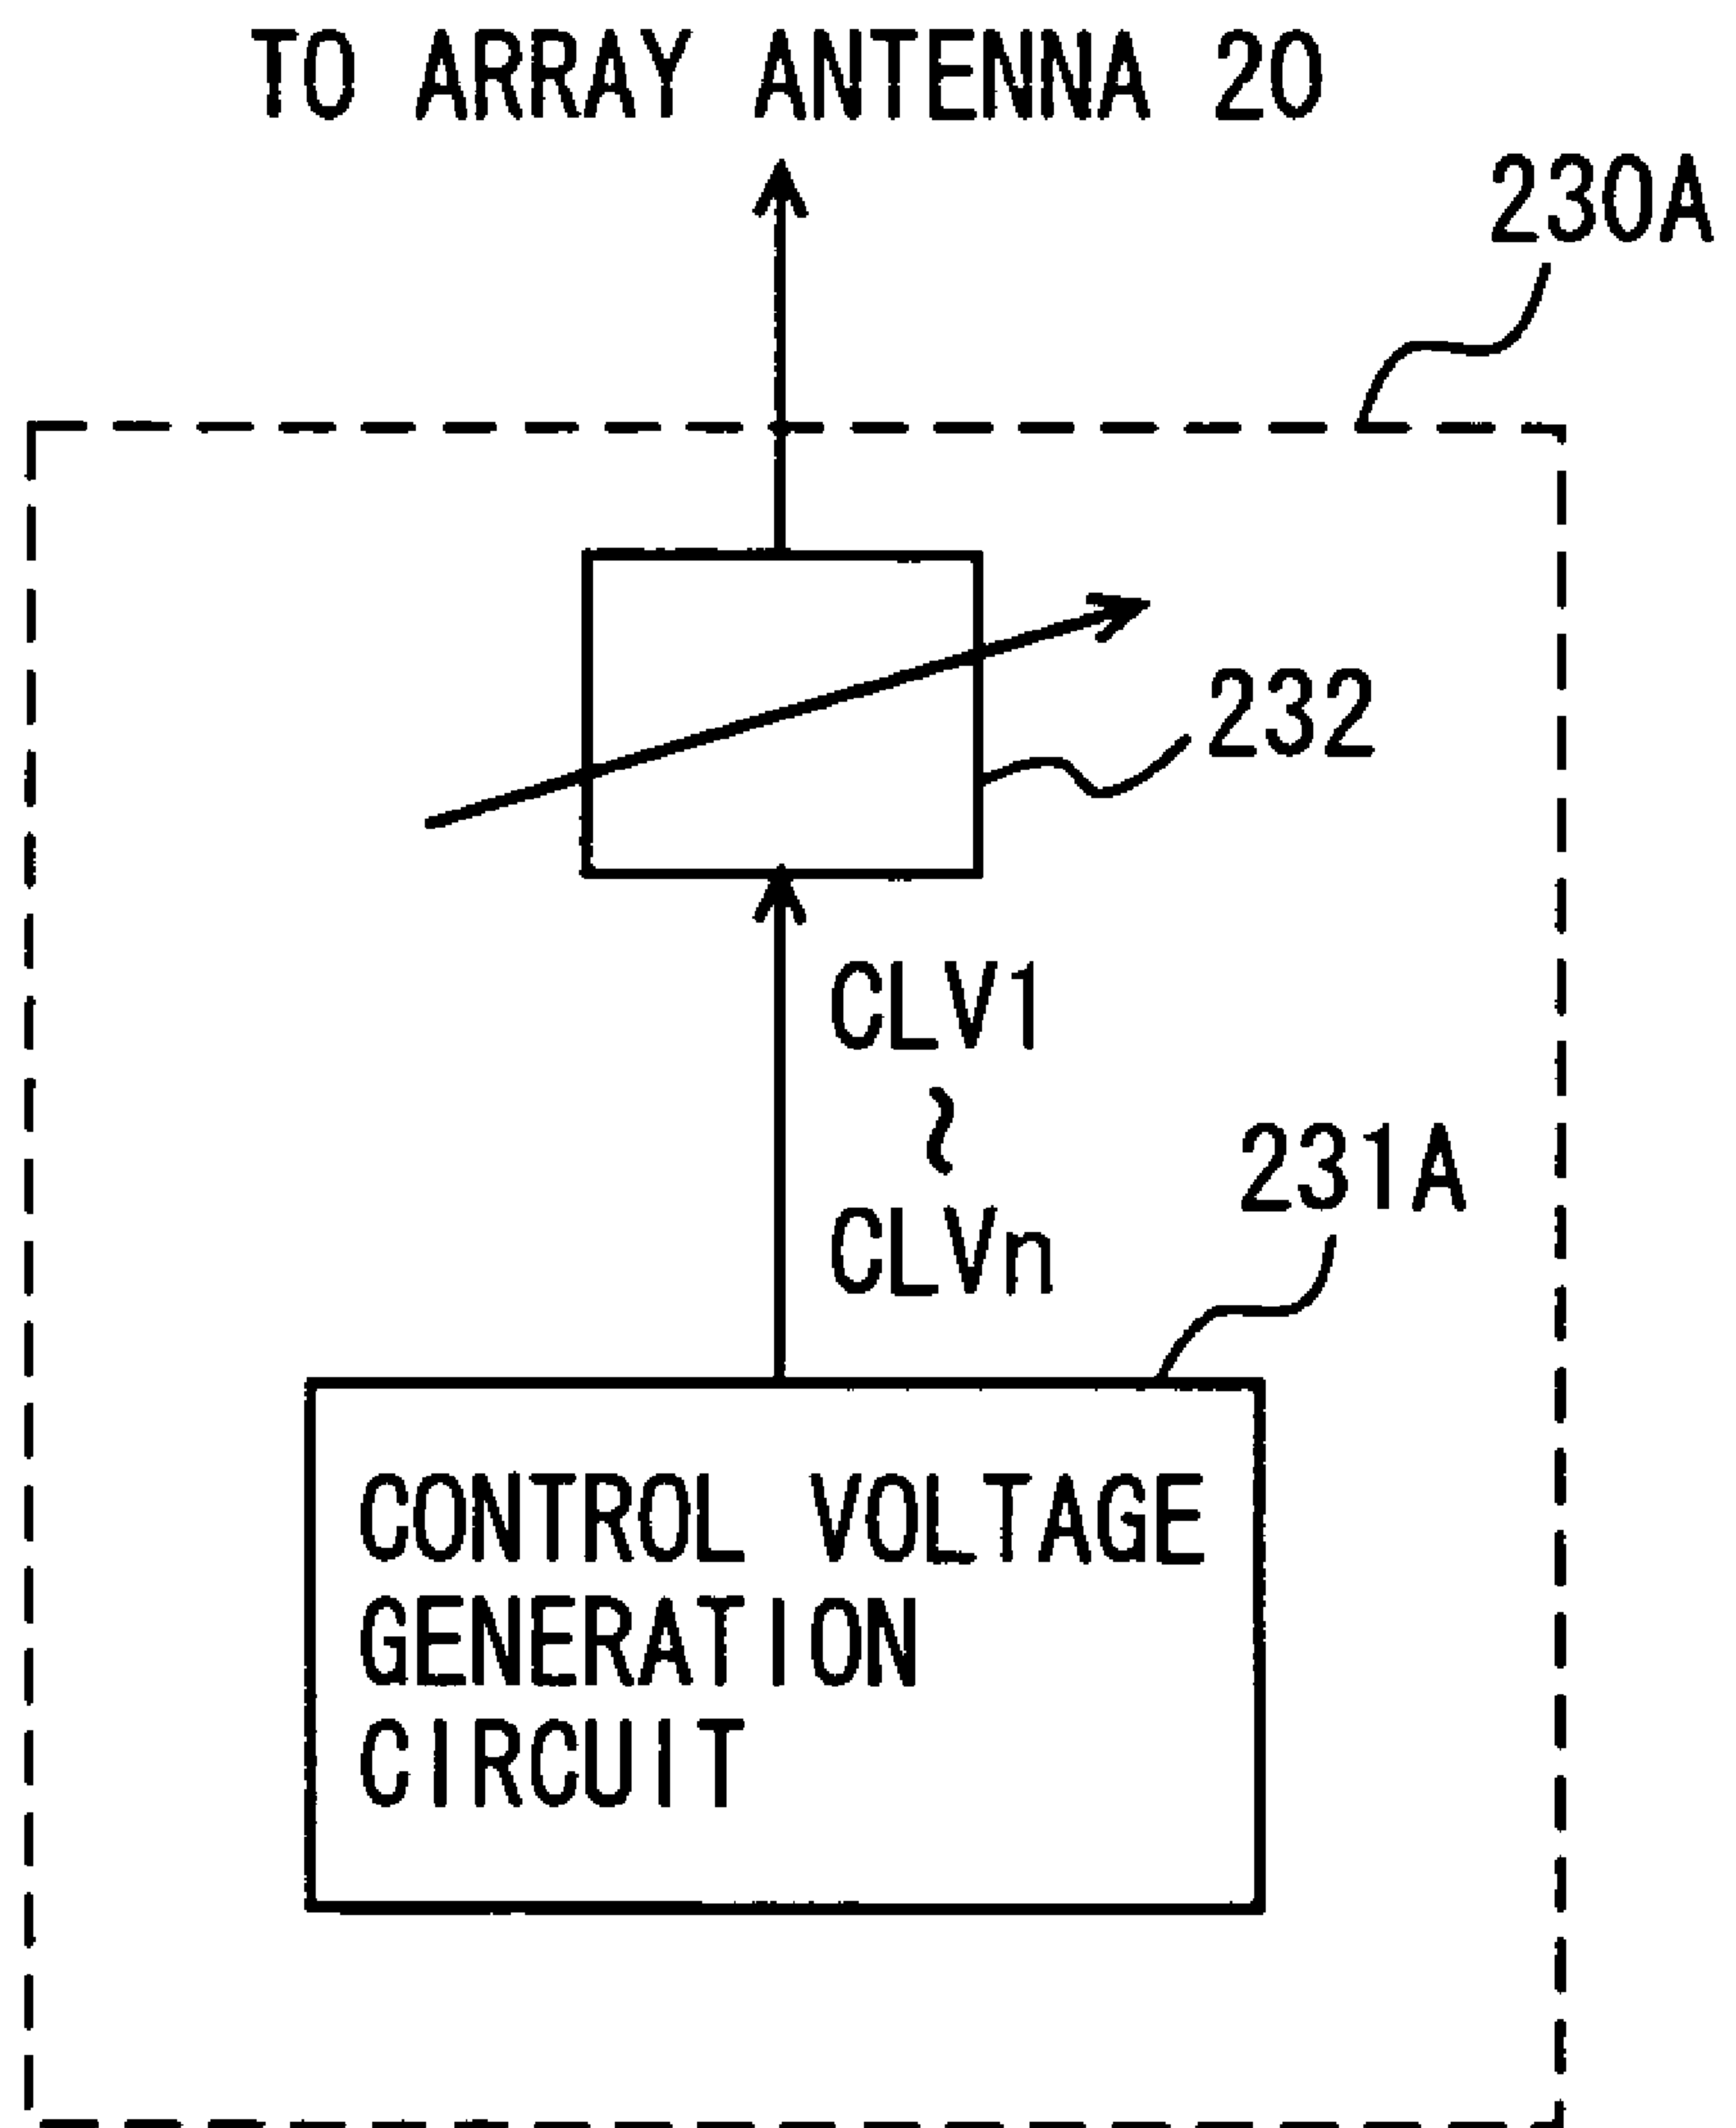 TO ARRAY ANTENNA 20
230A
232
CLV1
~
CLVn
231A
CONTROL VOLTAGE
GENERATION
CIRCUIT